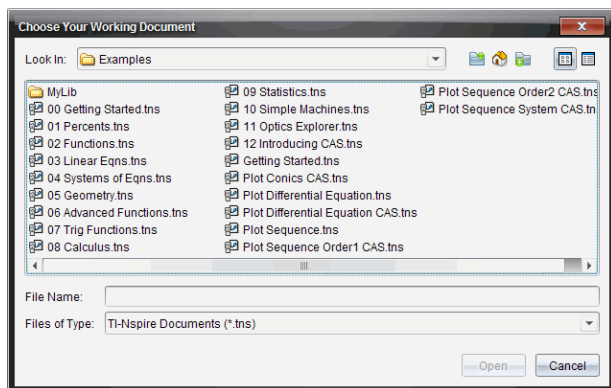 Choose Your Working Document
Look In: Examples
MyLib
00 Getting Started.tns
01 Percents.tns
02 Functions.tns
03 Linear Eqns.tns
04 Systems of Eqns.tns
05 Geometry.tns
06 Advanced Functions.tns
07 Trig Functions.tns
08 Calculus.tns
09 Statistics.tns
10 Simple Machines.tns
11 Optics Explorer.tns
12 Introducing CAS.tns
Getting Started.tns
Plot Conics CAS.tns
Plot Differential Equation.tns
Plot Differential Equation CAS.tns
Plot Sequence.tns
Plot Sequence Order1 CAS.tns
Plot Sequence Order2 CAS.tns
Plot Sequence System CAS.tn
File Name:
Files of Type: TI-Nspire Documents (*.tns)
Open Cancel